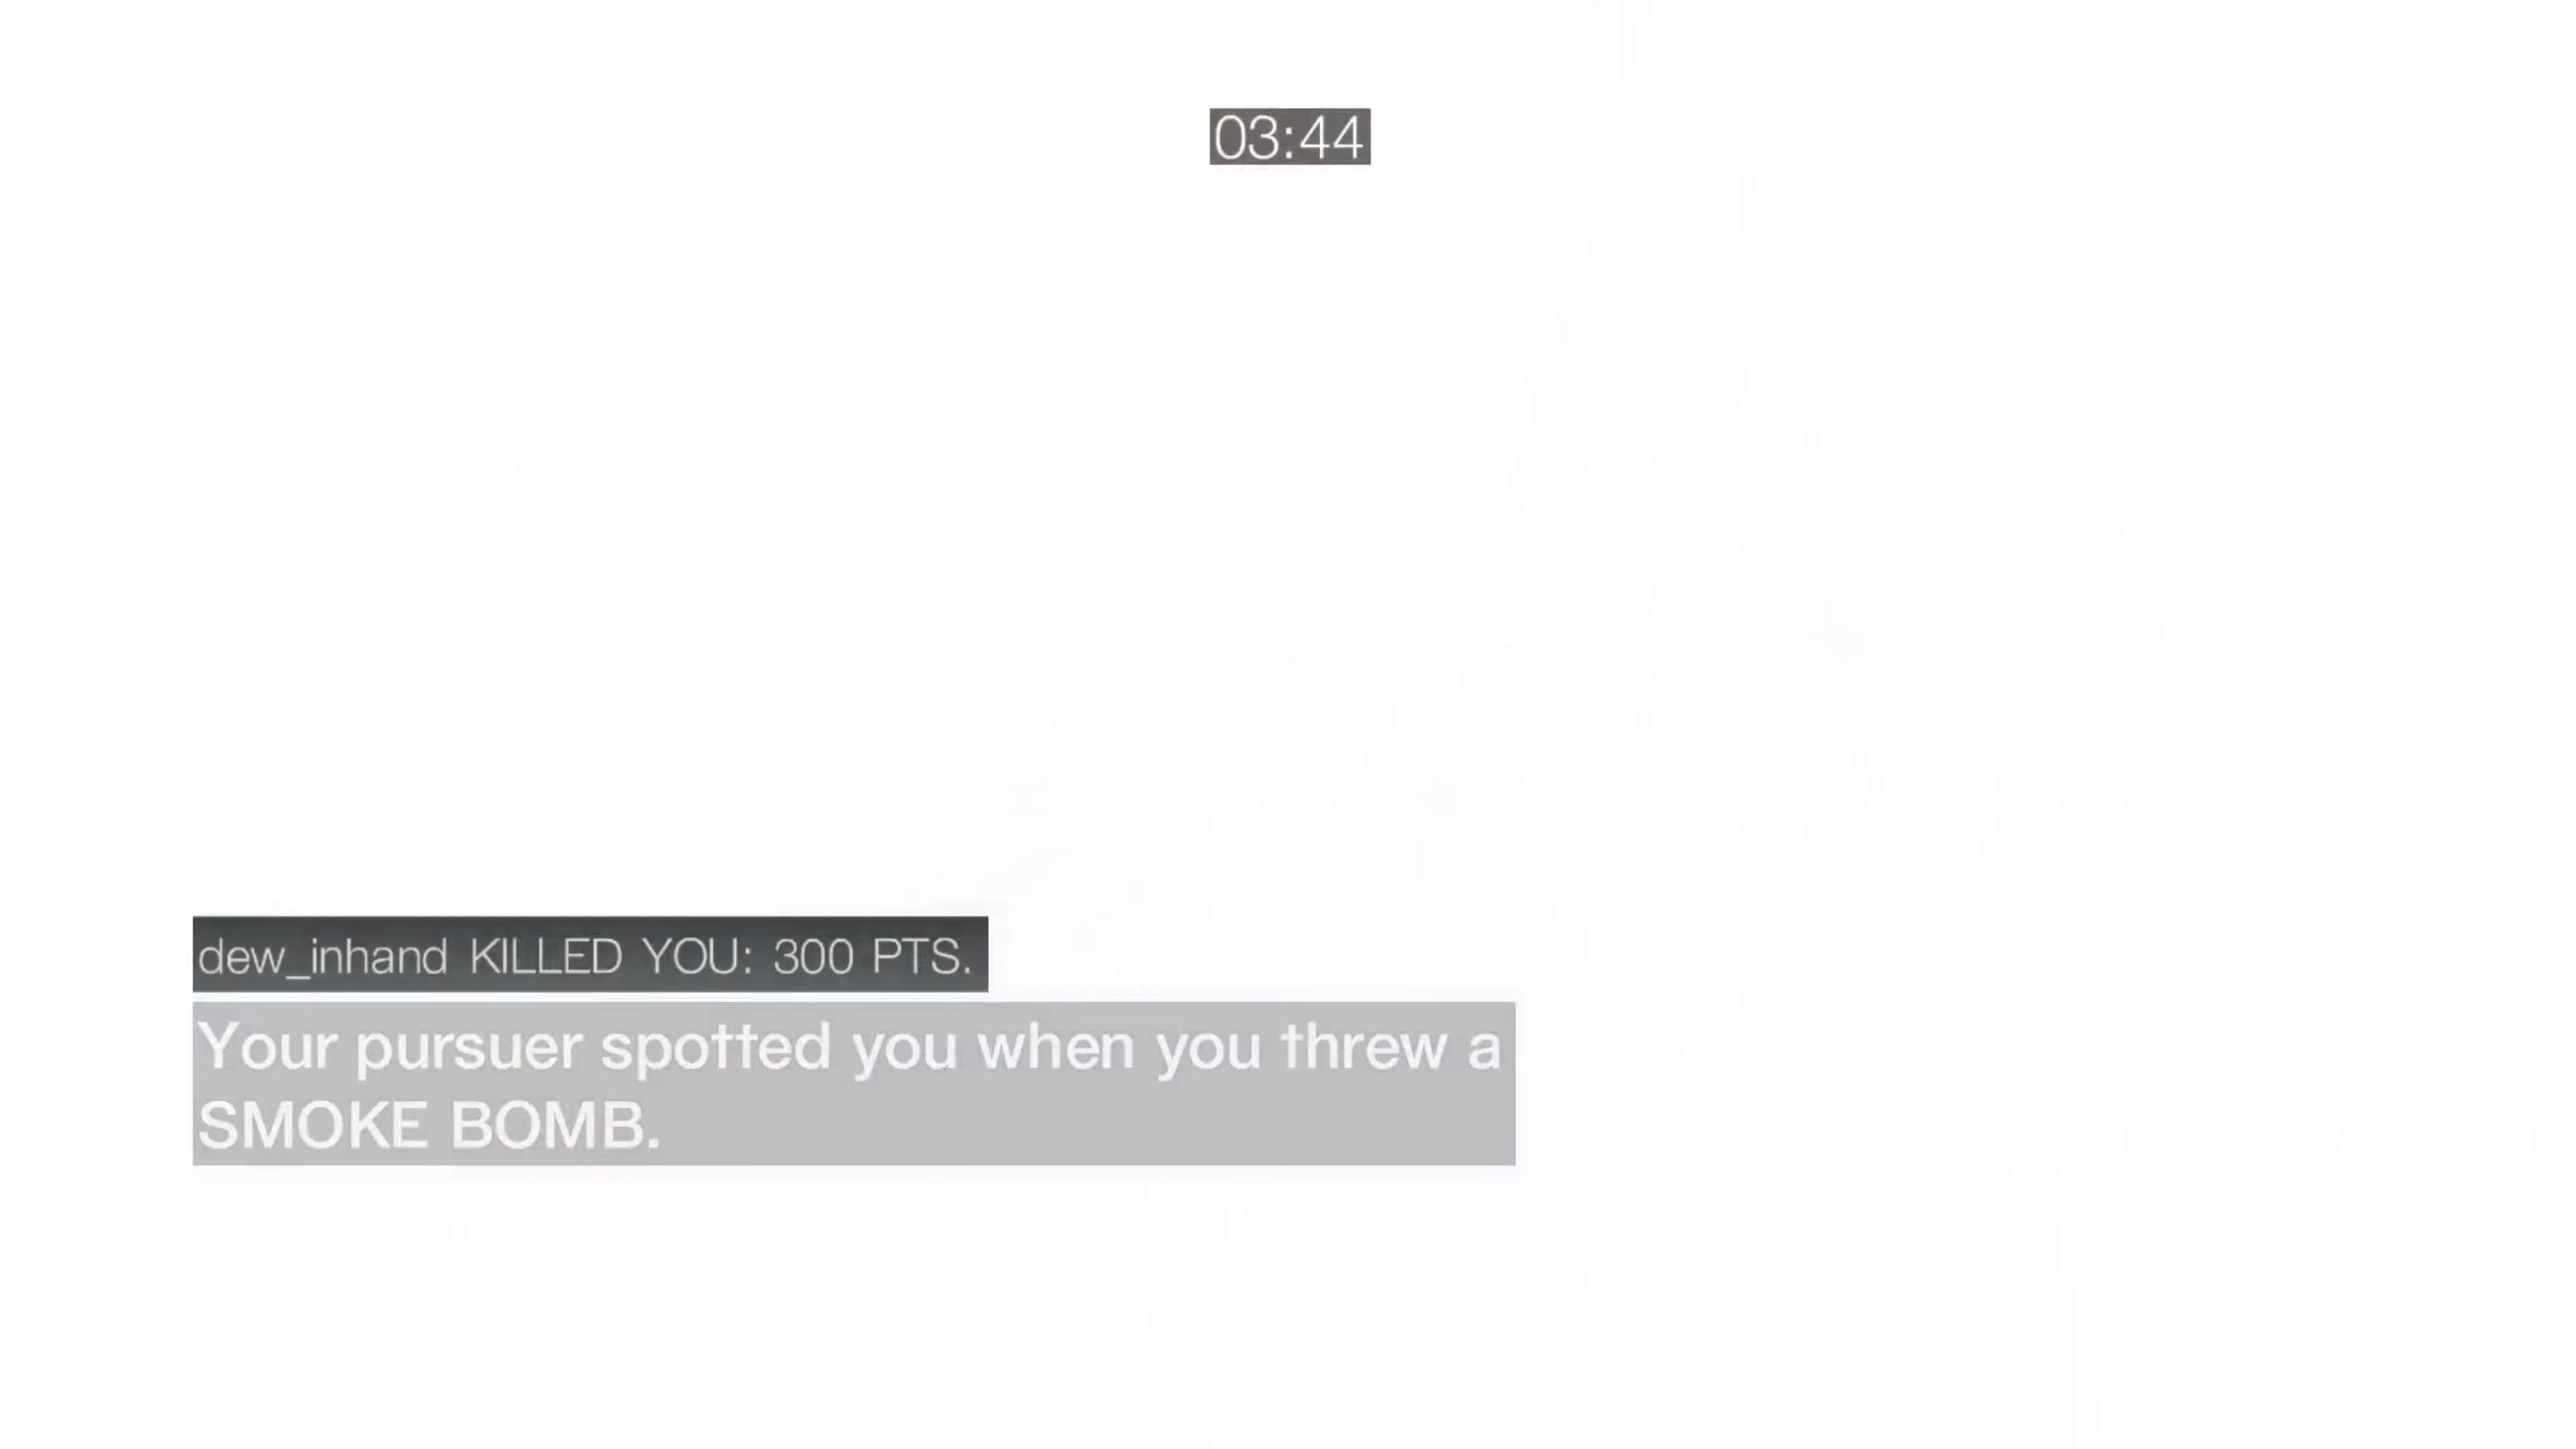 03:44
dew_inhand KILLED YOU: 300 PTS.
Your pursuer spotted you when you threw a
SMOKE BOMB.